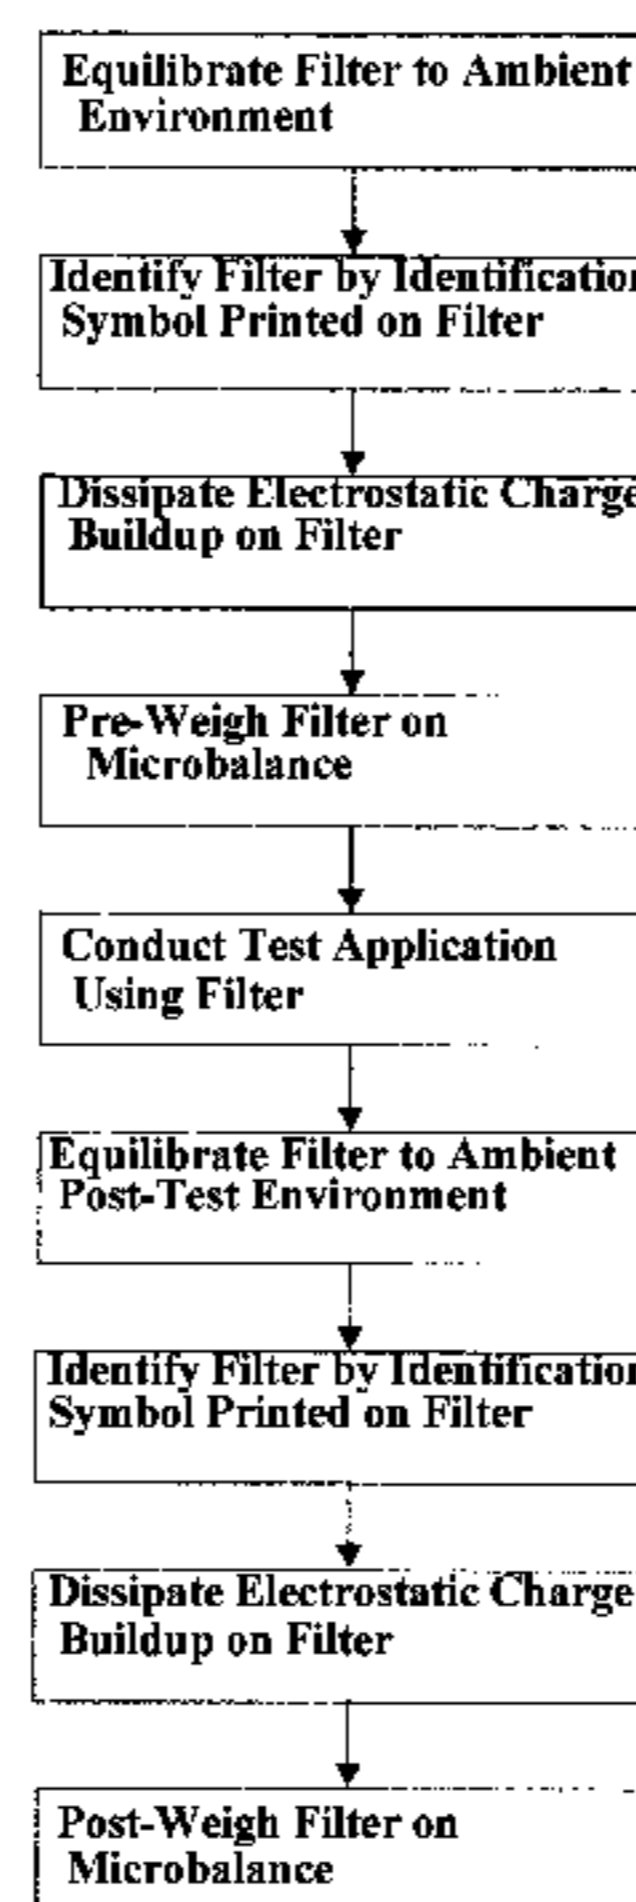 Equilibrate Filter to Ambient
Environment
Identify Filter by Identification
Symbol Printed on Filter
Dissipate Electrostatic Charge
Buildup on Filter
Pre-Weigh Filter on
Microbalance
Conduct Test Application
Using Filter
Equilibrate Filter to Ambient
Post-Test Environment
Identify Filter by Identification
Symbol Printed on Filter
Dissipate Electrostatic Charge
Buildup on Filter
Post-Weigh Filter on
Microbalance